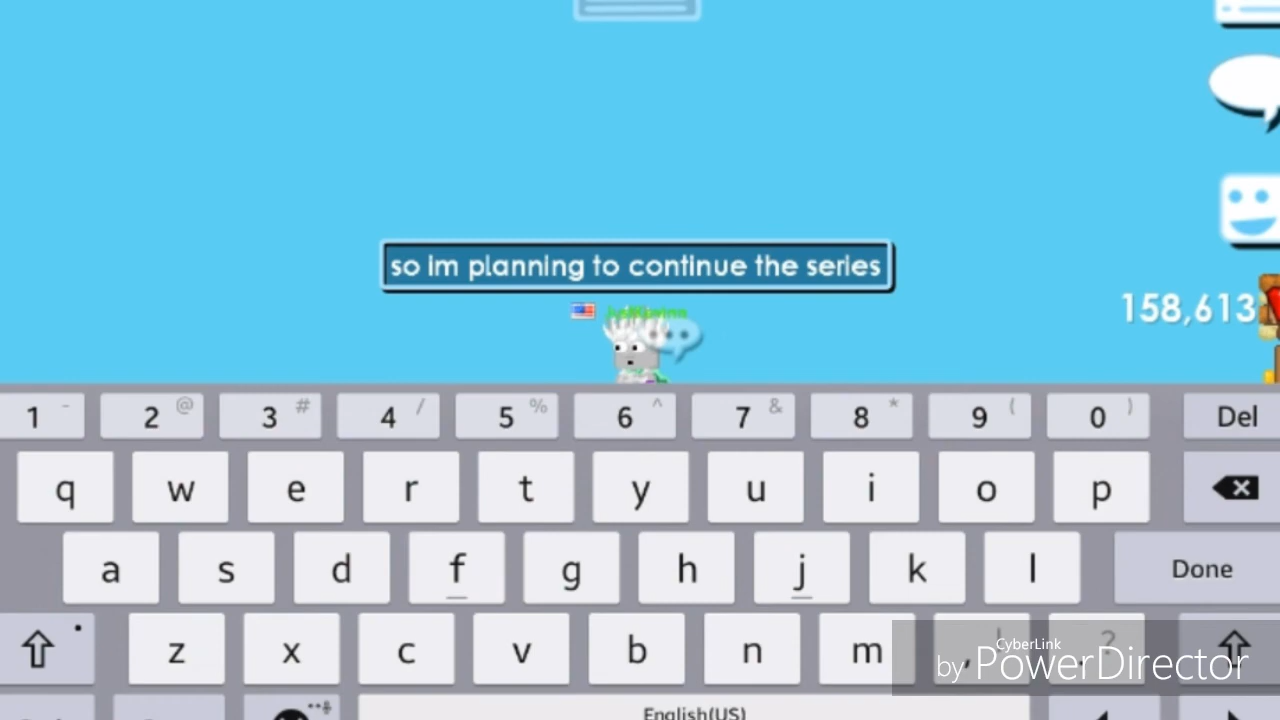 so im planning to continue the series
158,613
1 - 2 @ 3 # 4 / 5 % 6 ^ 7 & 8 * 9 ( 0 ) Del
q w e r t y u i o p
a s d f g h j k l Done
z x c v b n m , ! ?
CyberLink
by PowerDirector
English(US)